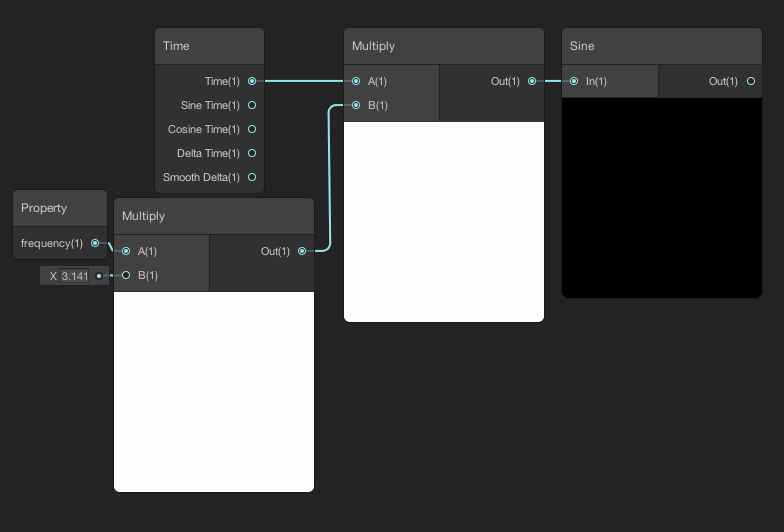 Time
Time(1)
Sine Time(1)
Cosine Time(1)
Delta Time(1)
Smooth Delta(1)
Multiply
A(1)
B(1)
Out(1)
Sine
In(1)
Out(1)
Property
frequency(1)
X 3.141
Multiply
A(1)
B(1)
Out(1)